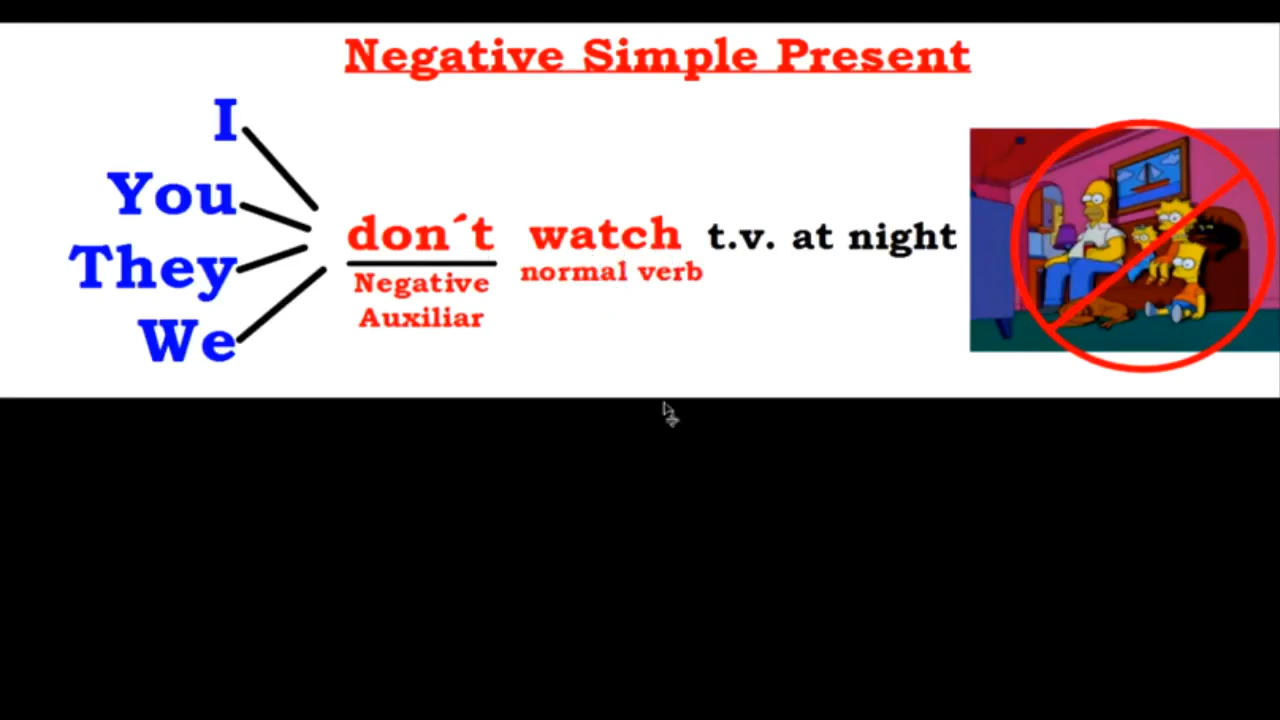 Negative Simple Present
I
You
They
We
don´t watch t.v. at night
normal verb
Negative
Auxiliar